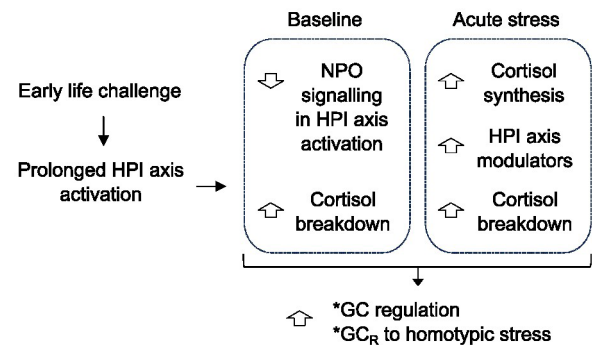 Baseline
Acute stress
Early life challenge
Prolonged HPI axis
activation
NPO
signalling
in HPI axis
activation
Cortisol
breakdown
Cortisol
synthesis
HPI axis
modulators
Cortisol
breakdown
*GC regulation
*GCR to homotypic stress